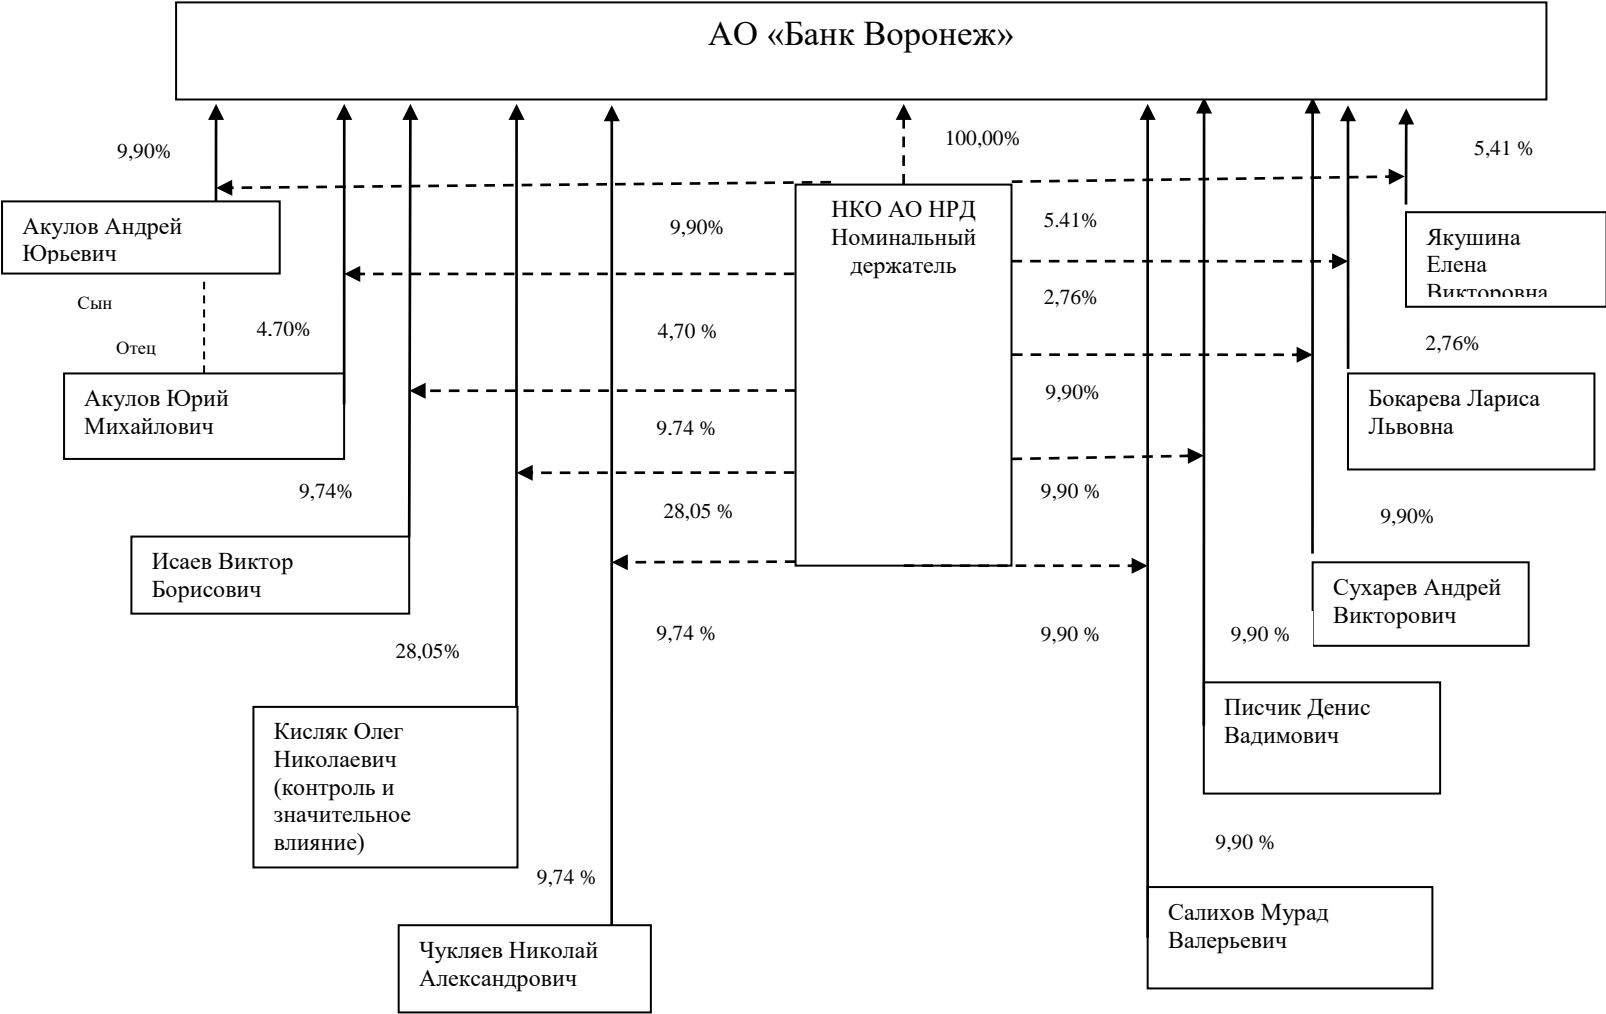 АО «Банк Воронеж»
9,90%
100,00%
5,41 %
Акулов Андрей
Юрьевич
9,90%
НКО АО НРД
Номинальный
держатель
5.41%
Якушина
Елена
Викторовна
Сын
Отец
4.70%
4,70 %
2,76%
2,76%
Акулов Юрий
Михайлович
9.74 %
9,90%
Бокарева Лариса
Львовна
9,74%
28,05 %
9,90 %
9,90%
Исаев Виктор
Борисович
Сухарев Андрей
Викторович
28,05%
9,74 %
9,90 %
9,90 %
Кисляк Олег
Николаевич
(контроль и
значительное
влияние)
Писчик Денис
Вадимович
9,74 %
9,90 %
Чукляев Николай
Александрович
Салихов Мурад
Валерьевич